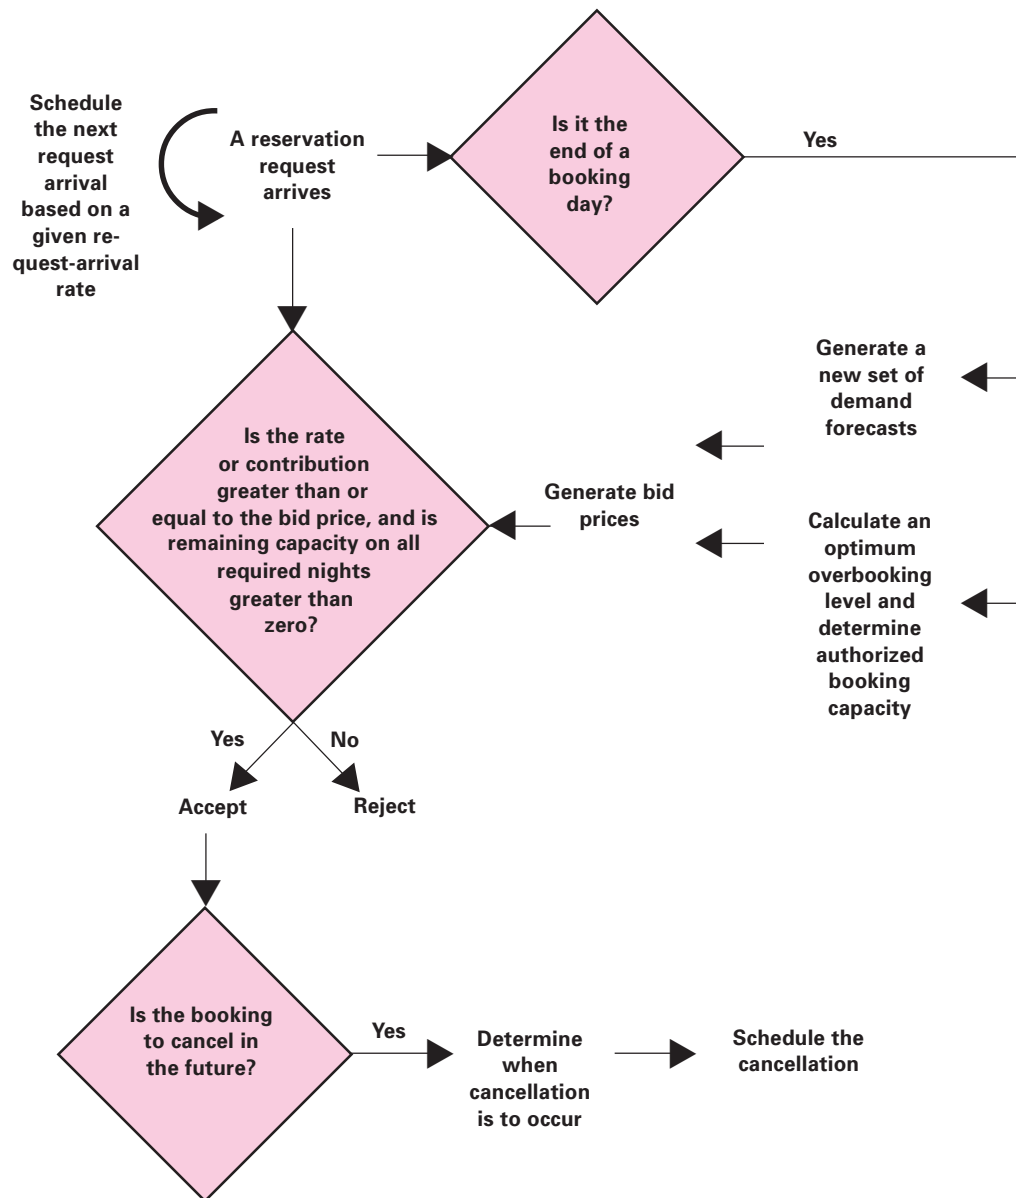 Schedule
the next
request
arrival
based on a
given re-
quest-arrival
rate
A reservation
request
arrives
Is it the
end of a
booking
day?
Yes
Generate a
new set of
demand
forecasts
Is the rate
or contribution
greater than or
equal to the bid price, and is
remaining capacity on all
required nights
greater than
zero?
Generate bid
prices
Calculate an
optimum
overbooking
level and
determine
authorized
booking
capacity
Yes
No
Accept
Reject
Is the booking
to cancel in
the future?
Yes
Determine
when
cancellation
is to occur
Schedule the
cancellation